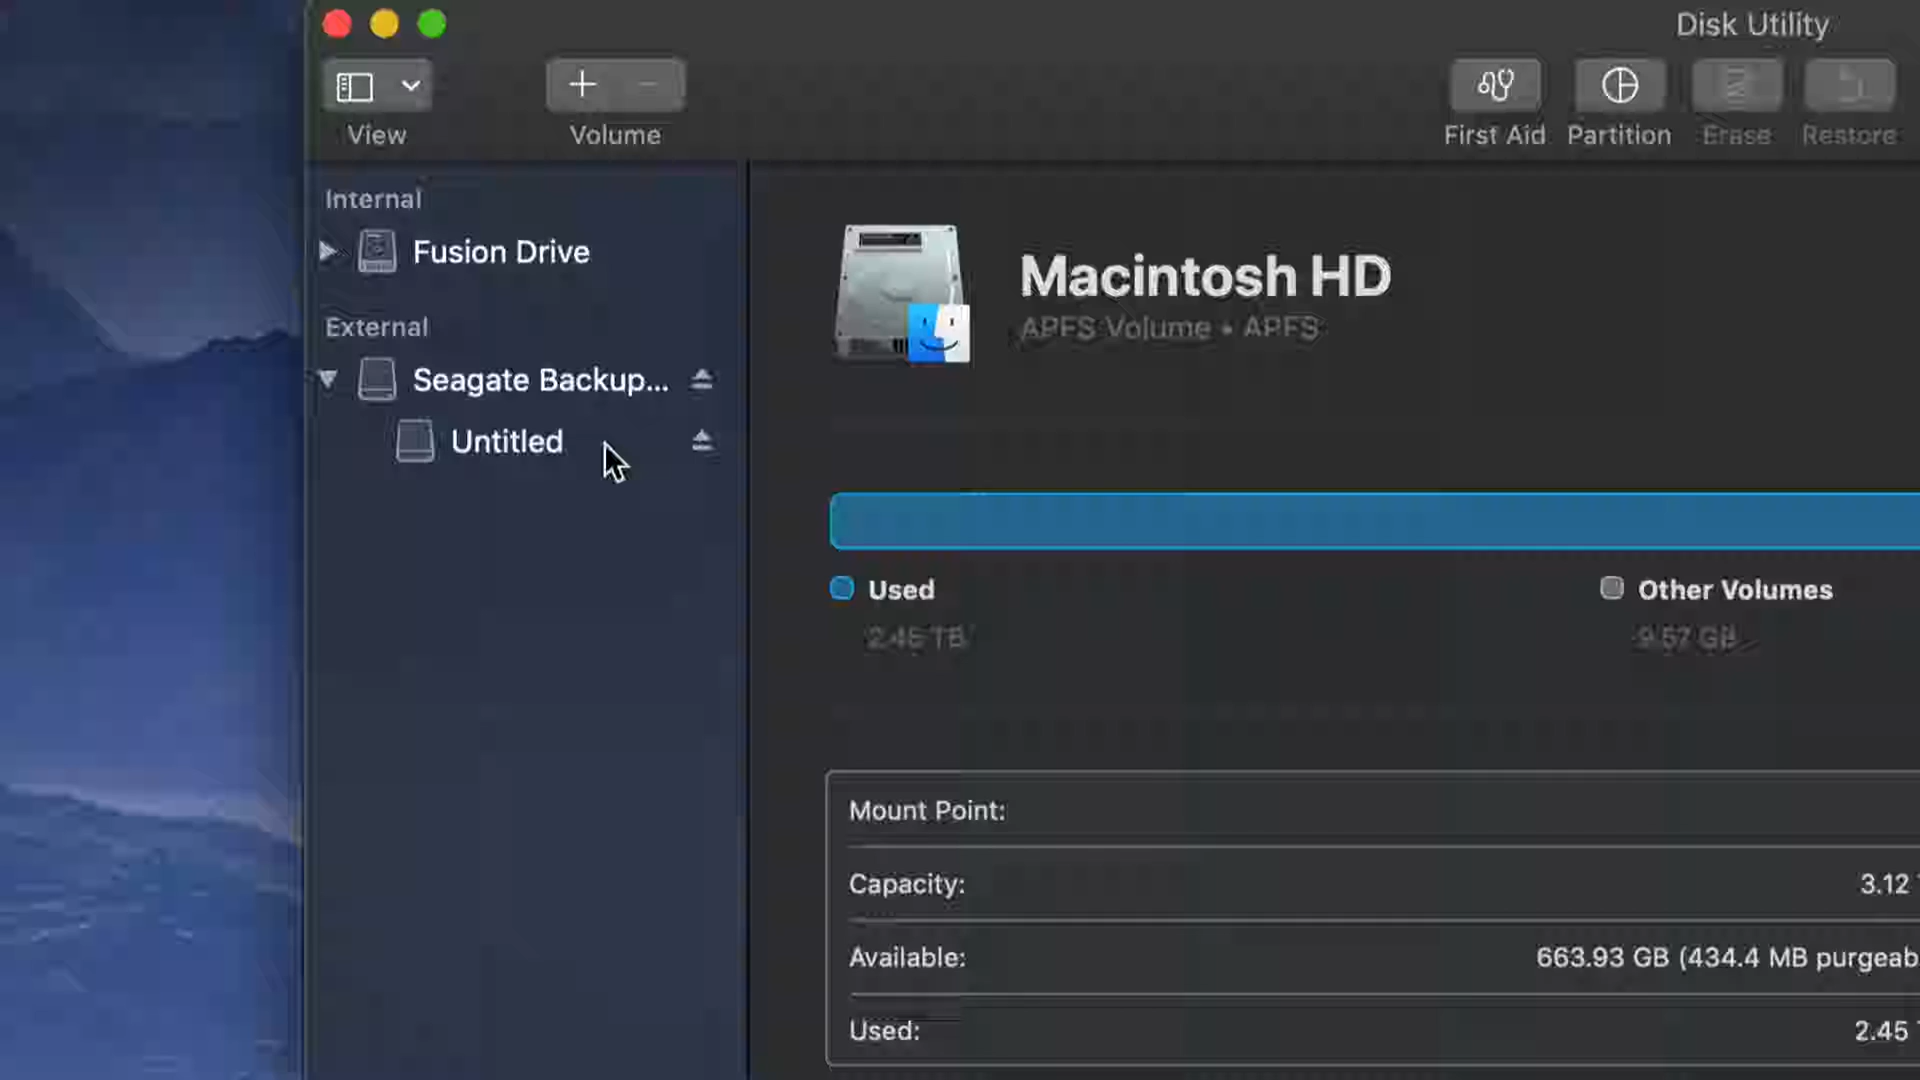 Disk Utility
View
Volume
First Aid
Partition
Erase
Restore
Internal
Fusion Drive
External
Seagate Backup...
Untitled
Macintosh HD
APFS Volume • APFS
Used
2.45 TB
Other Volumes
9.57 GB
Mount Point:
Capacity:
3.12
Available:
663.93 GB (434.4 MB purgeab
Used:
2.45